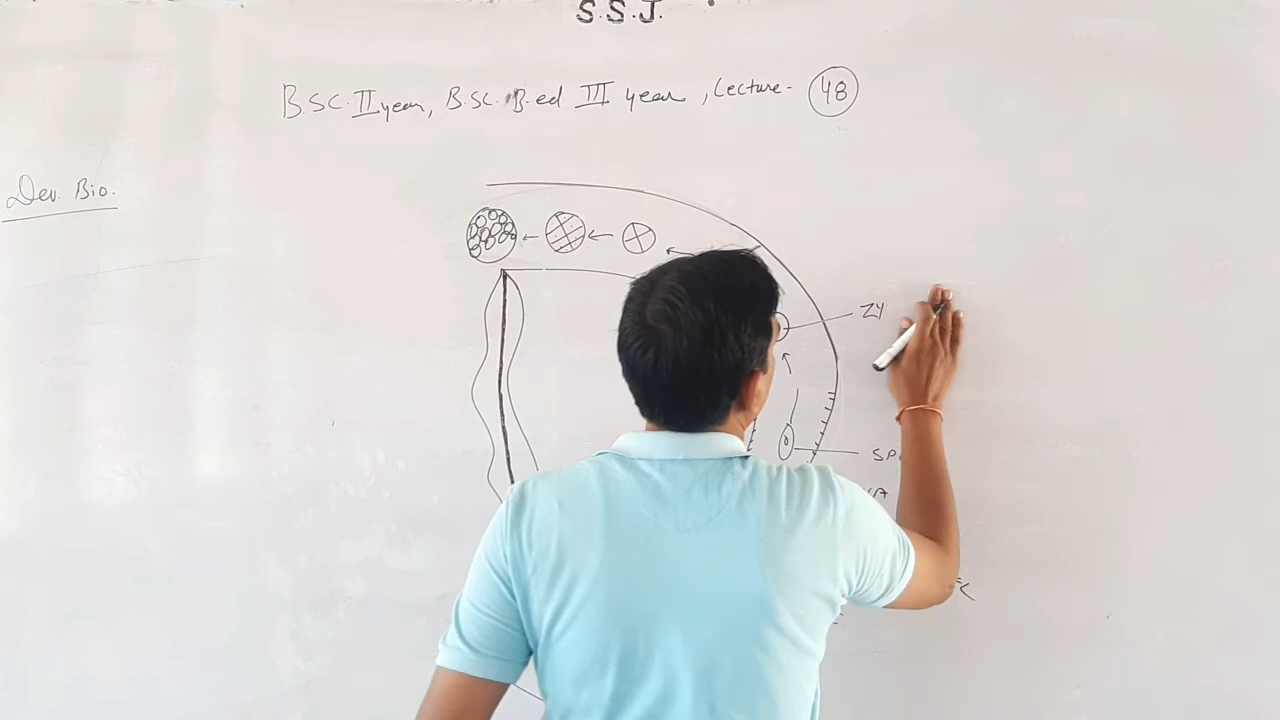 S.S.J.
B.SC. II year, B.SC. B.ed III year, Lecture- 48
Dev. Bio.
ZY
SP